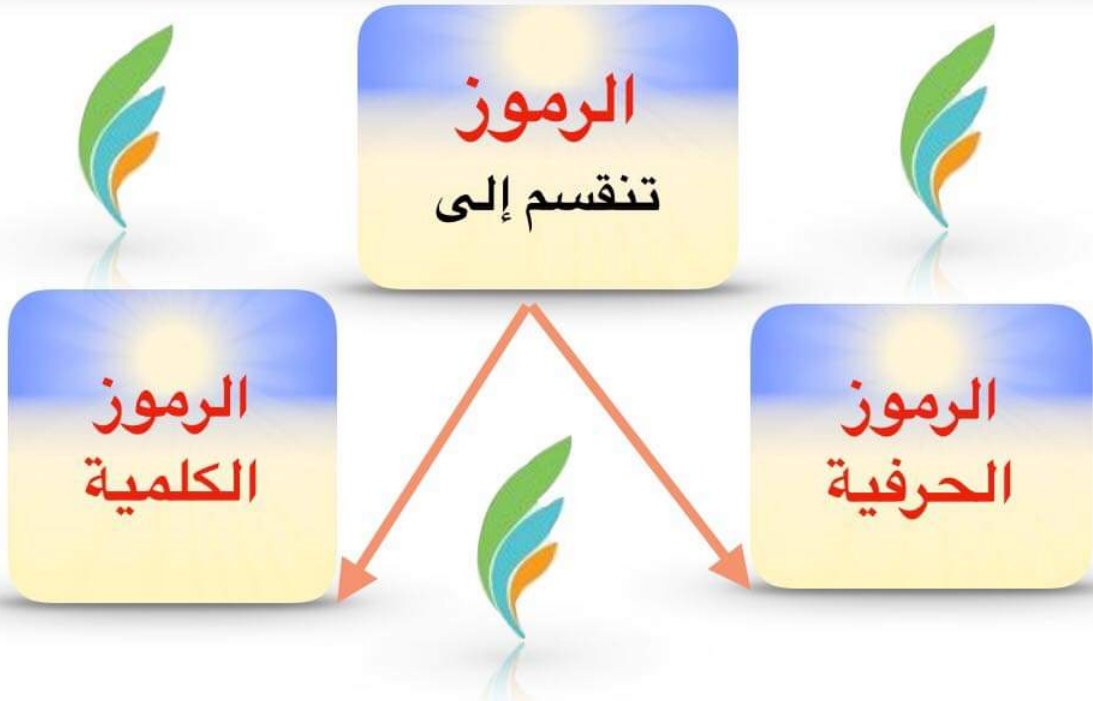 الرموز
تنقسم إلى
الرموز
الحرفية
الرموز
الكلمية